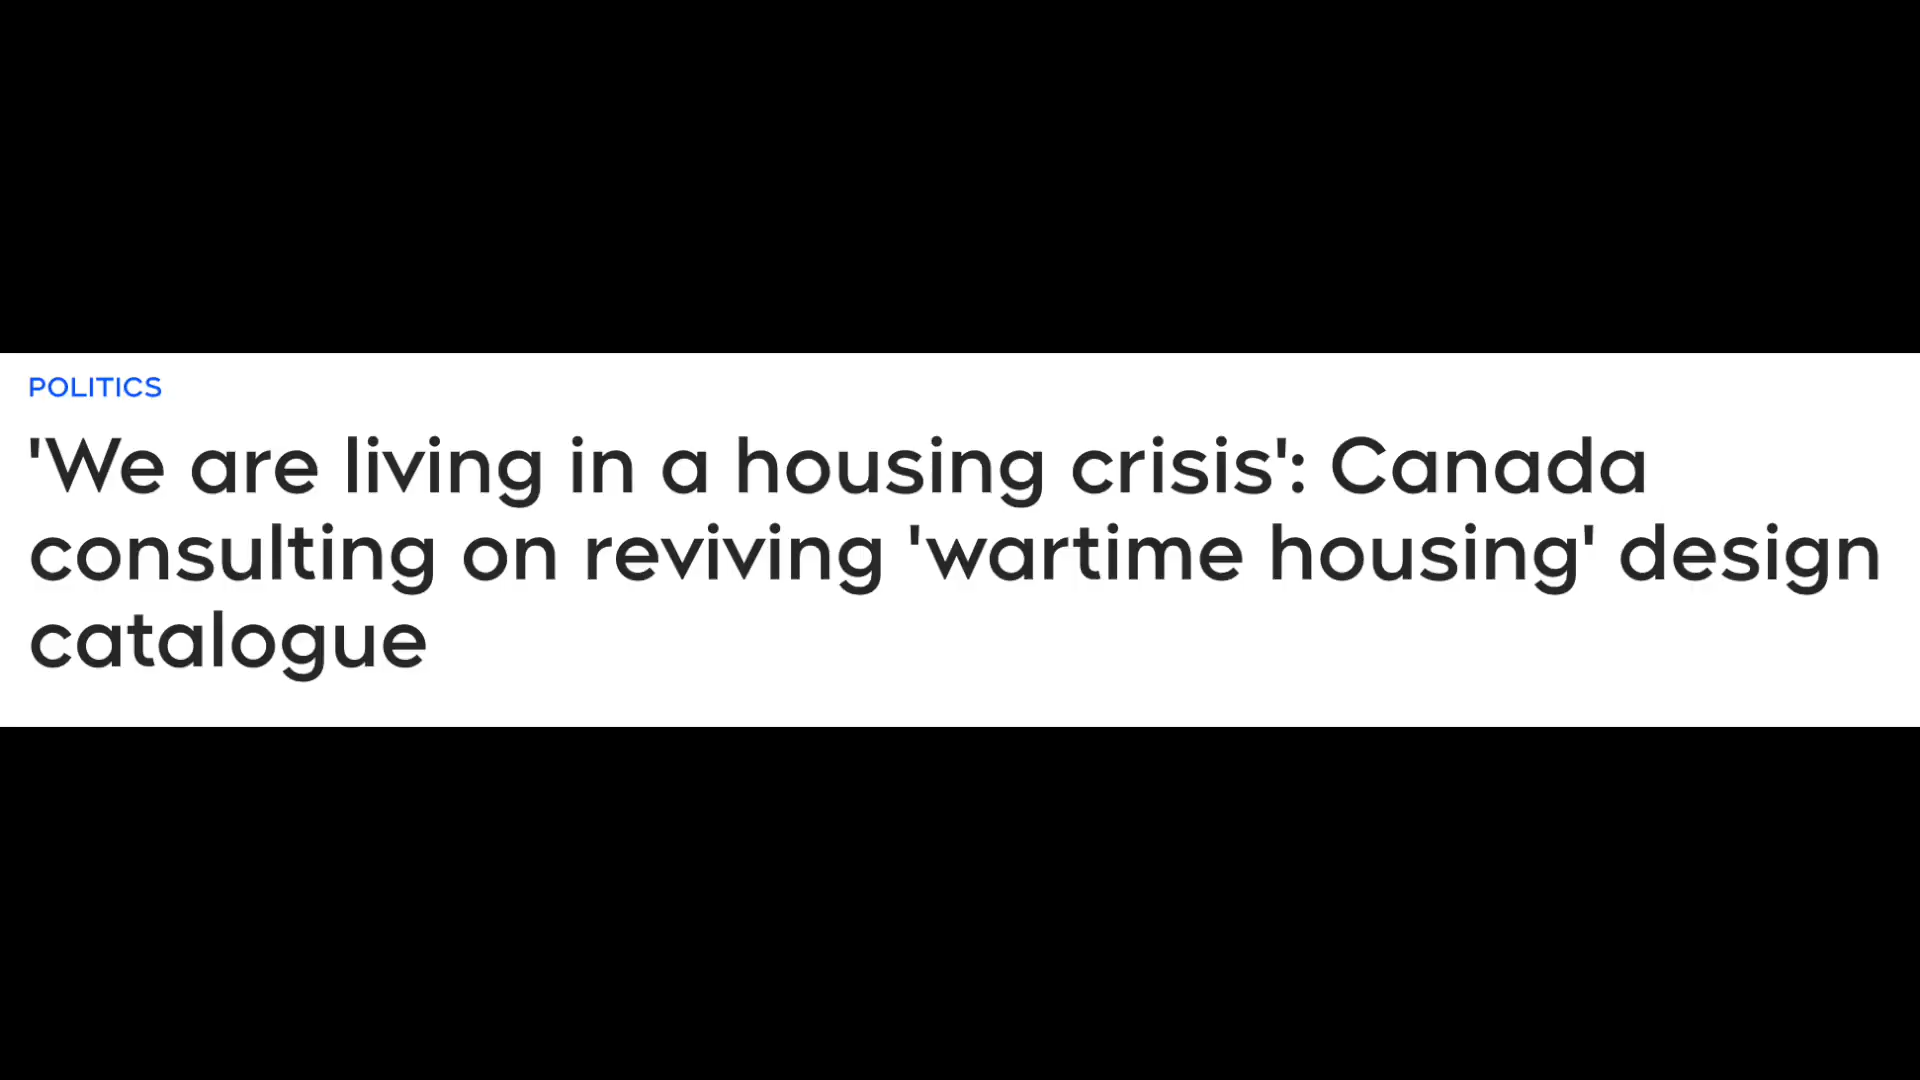 POLITICS
'We are living in a housing crisis': Canada
consulting on reviving 'wartime housing' design
catalogue